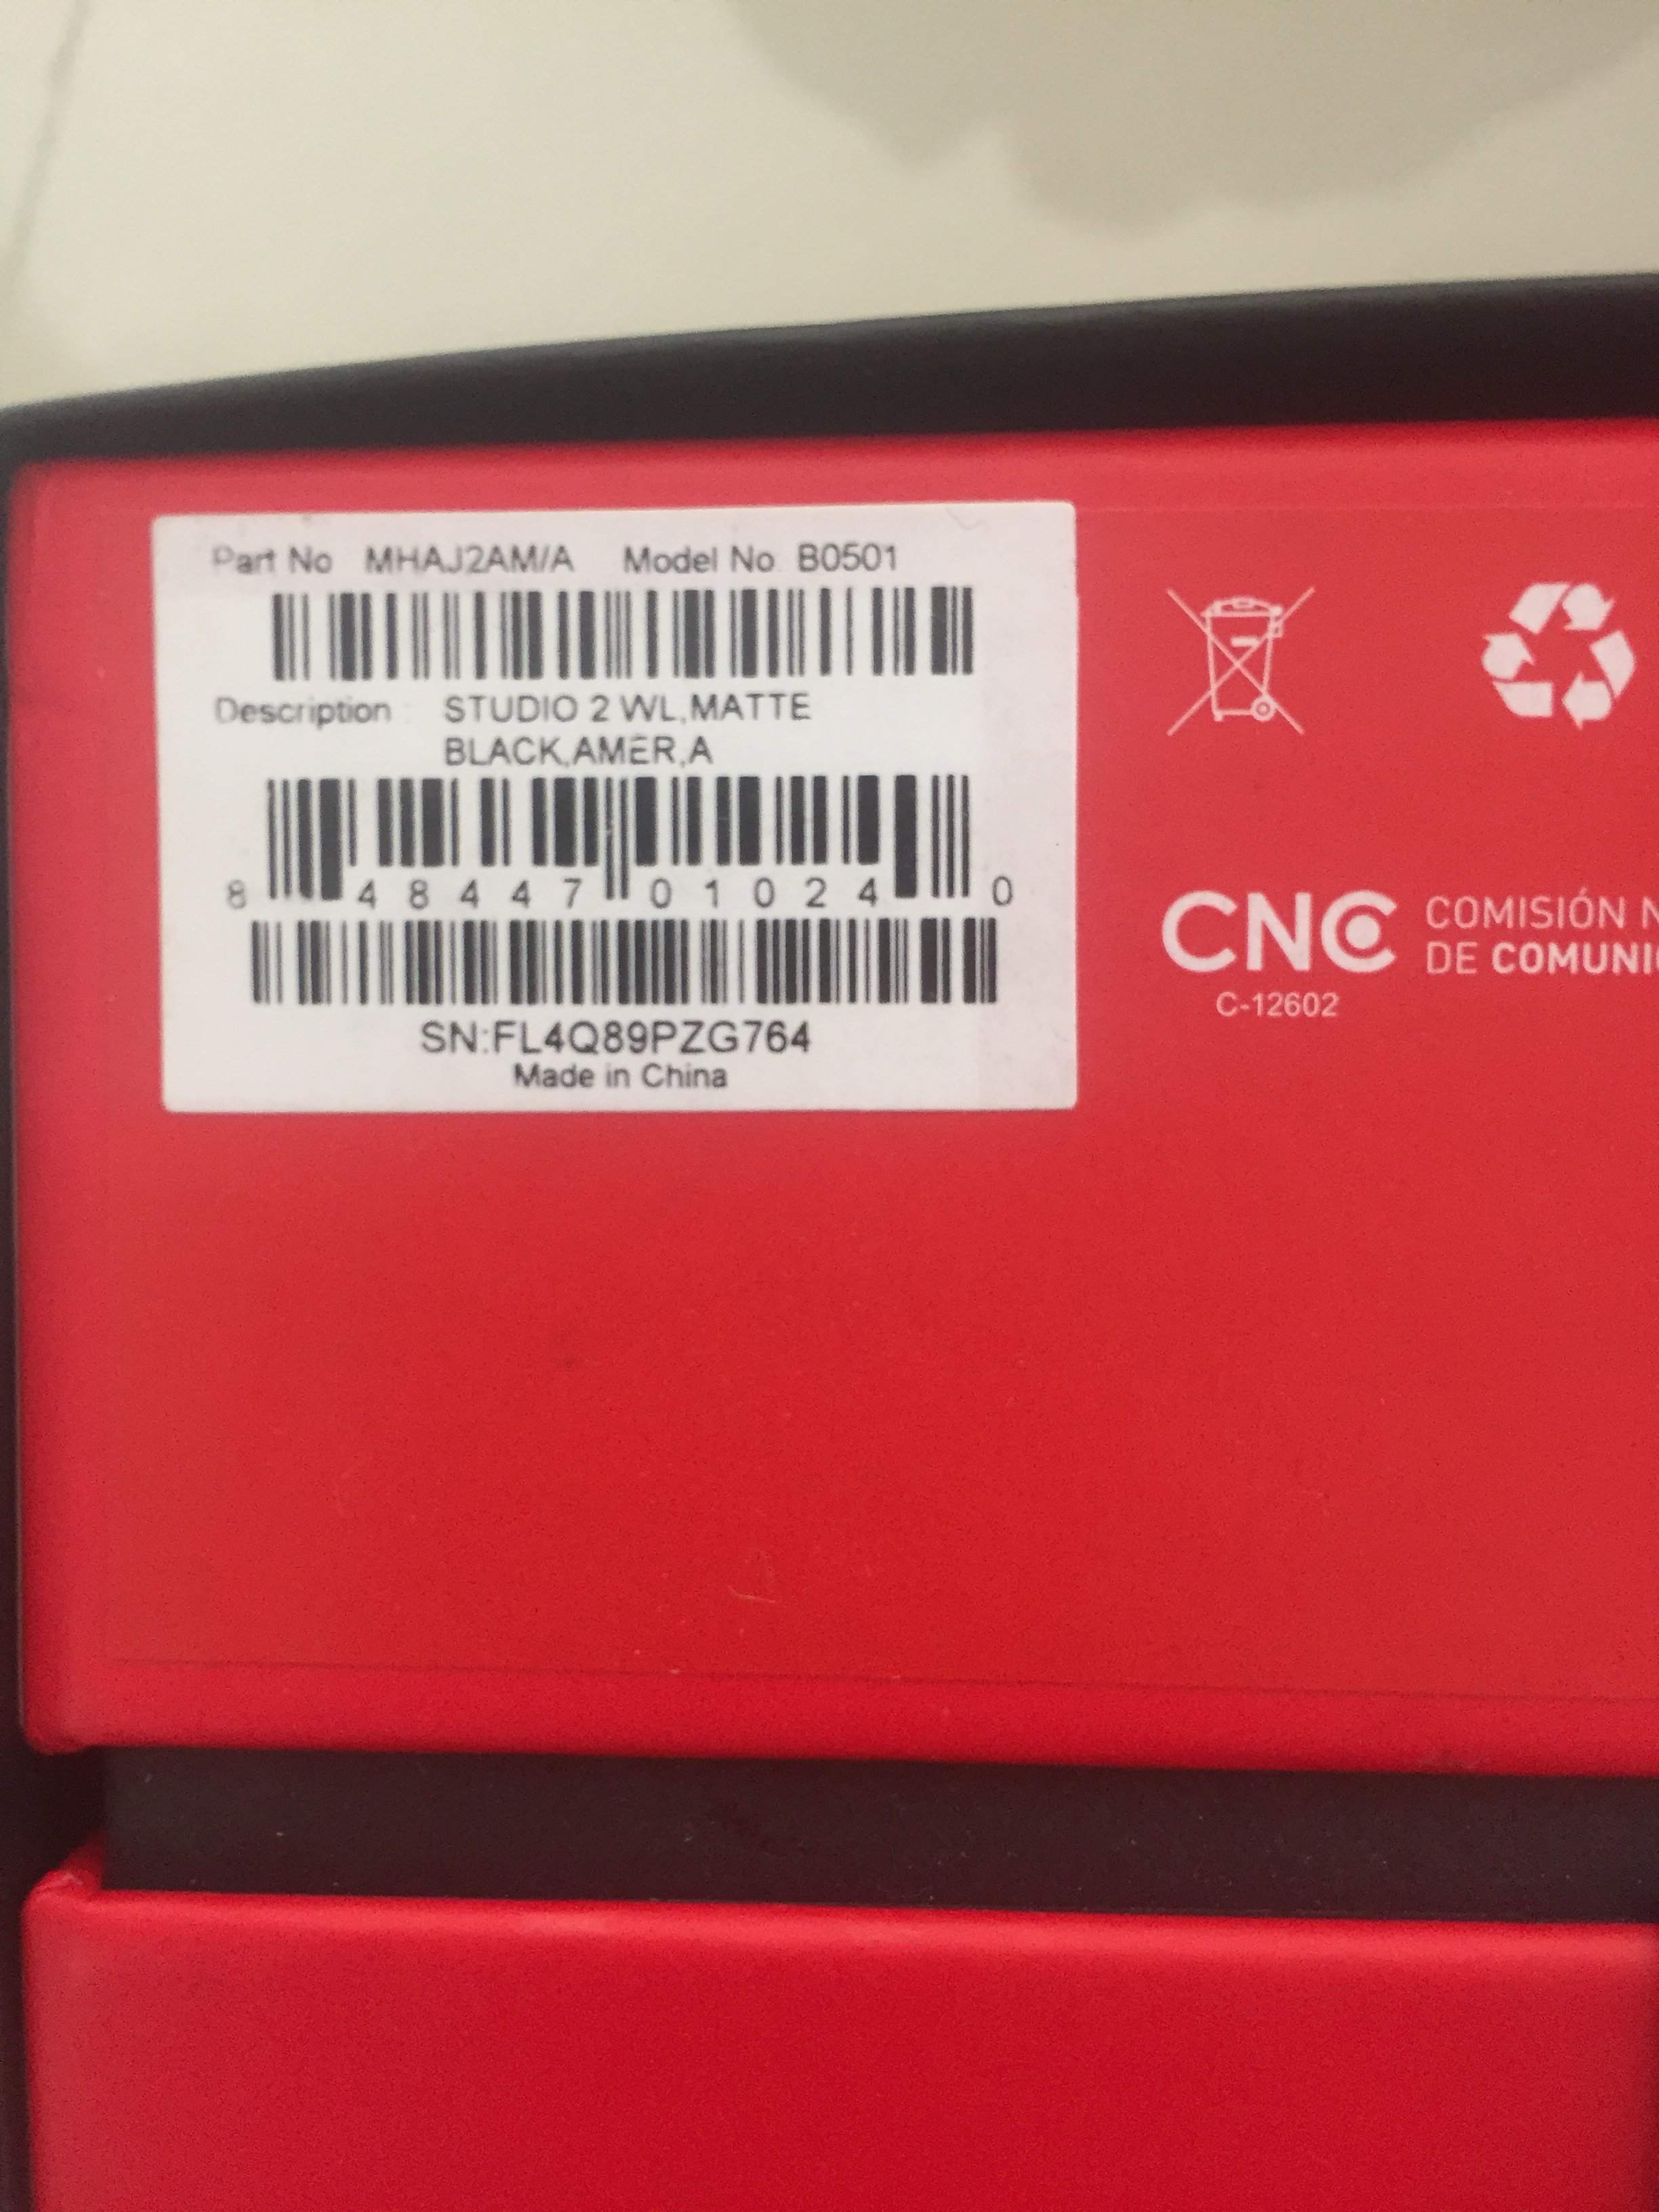 Part No MHAJ2AM/A Model No B0501
Description : STUDIO 2 WL,MATTE
BLACK,AMER,A
8 48447 01024 0
SN:FL4Q89PZG764
Made in China
CNC COMISIÓN N
DE COMUNIC
C-12602